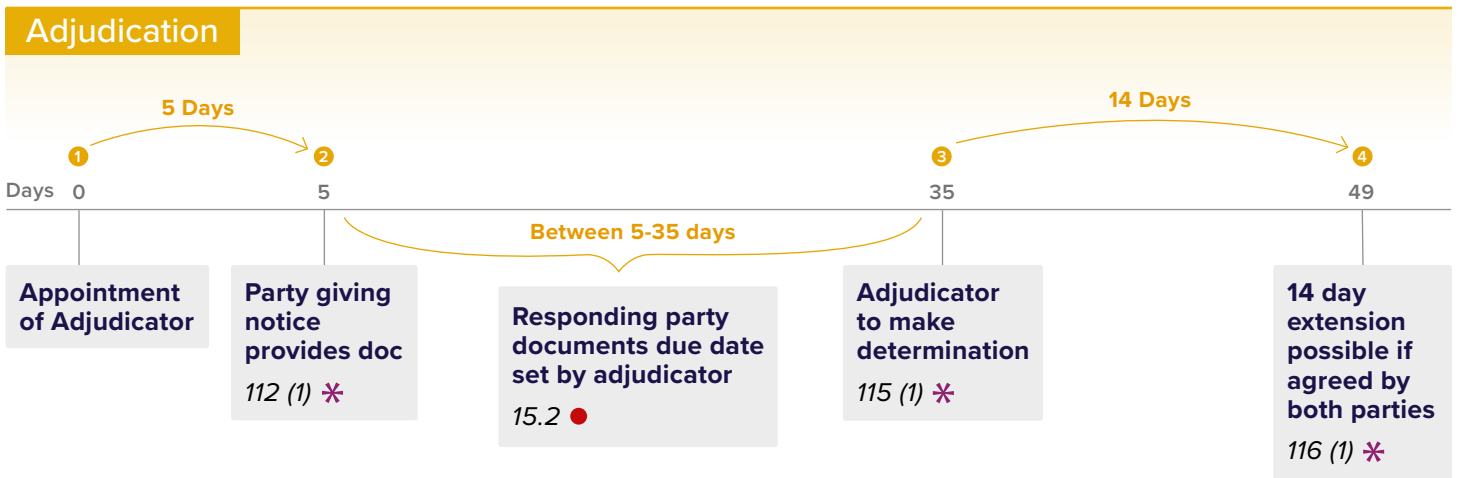 Adjudication
5 Days
14 Days
1
2
3
4
Days 0 5 35 49
Between 5-35 days
Appointment
of Adjudicator
Party giving
notice
provides doc
112 (1) *
Responding party
documents due date
set by adjudicator
15.2
Adjudicator
to make
determination
115 (1) *
14 day
extension
possible if
agreed by
both parties
116 (1) *